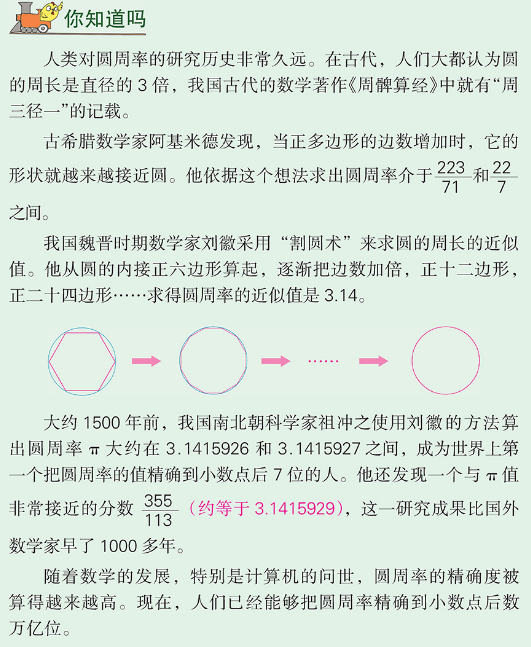 你知道吗
人类对圆周率的研究历史非常久远。在古代，人们大都认为圆
的周长是直径的 3 倍，我国古代的数学著作《周髀算经》中就有“周
三径一”的记载。
古希腊数学家阿基米德发现，当正多边形的边数增加时，它的
形状就越来越接近圆。他依据这个想法求出圆周率介于 223/71 和 22/7
之间。
我国魏晋时期数学家刘徽采用“割圆术”来求圆的周长的近似
值。他从圆的内接正六边形算起，逐渐把边数加倍，正十二边形，
正二十四边形……求得圆周率的近似值是 3.14。
……
大约 1500 年前，我国南北朝科学家祖冲之使用刘徽的方法算
出圆周率 π 大约在 3.1415926 和 3.1415927 之间，成为世界上第
一个把圆周率的值精确到小数点后 7 位的人。他还发现一个与 π 值
非常接近的分数 355/113（约等于 3.1415929），这一研究成果比国外
数学家早了 1000 多年。
随着数学的发展，特别是计算机的问世，圆周率的精确度被
算得越来越高。现在，人们已经能够把圆周率精确到小数点后数
万亿位。